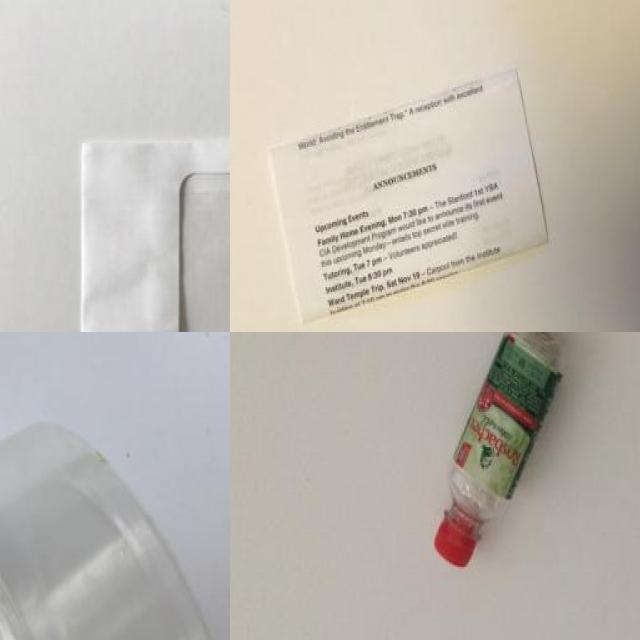 World: Avoiding the Entitlement Trap." A reception with excellent
ANNOUNCEMENTS
Upcoming Events
Family Home Evening, Mon 7:30 pm – The Stanford 1st YSA
CIA Development Program would like to announce its first event
this upcoming Monday—entails top secret side training.
Tutoring, Tue 7 pm – Volunteers appreciated!
Institute, Tue 8:30 pm
Ward Temple Trip, Sat Nov 19 – Carpool from the Institute